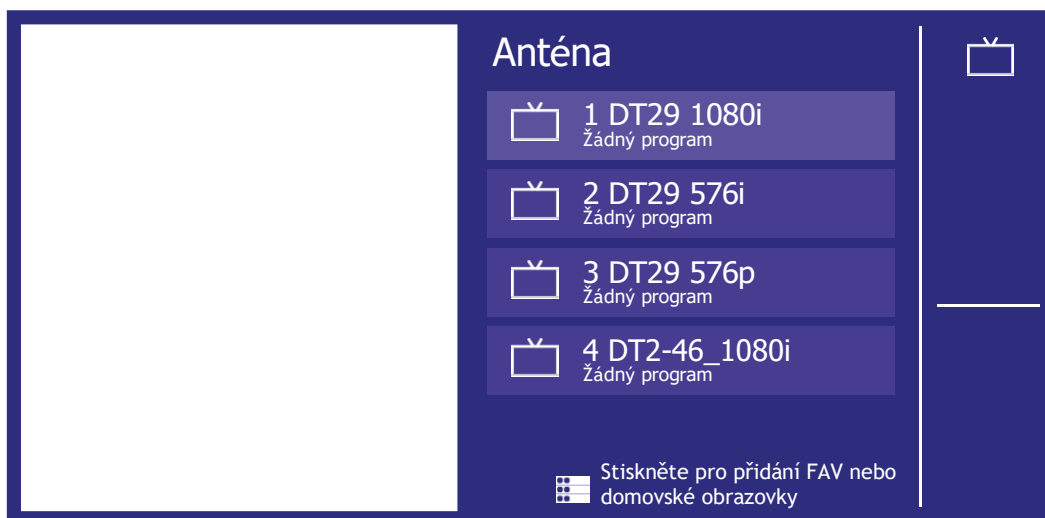 Anténa
1 DT29 1080i
Žádný program
2 DT29 576i
Žádný program
3 DT29 576p
Žádný program
4 DT2-46_1080i
Žádný program
Stiskněte pro přidání FAV nebo
domovské obrazovky